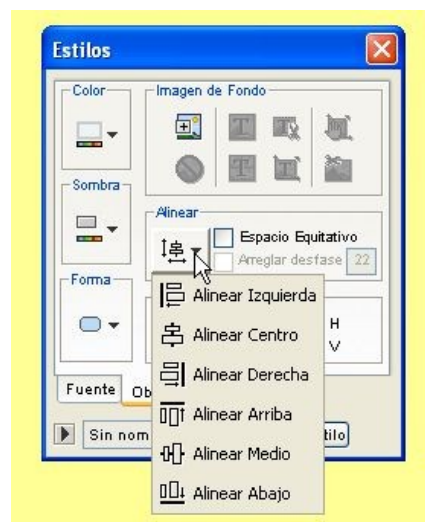 Estilos
Color
Imagen de Fondo
Sombra
Alinear
Espacio Equitativo
Arreglar desfase 22
Forma
Alinear Izquierda
H
Alinear Centro
V
Alinear Derecha
Fuente
Alinear Arriba
Sin nom
Alinear Medio
Alinear Abajo